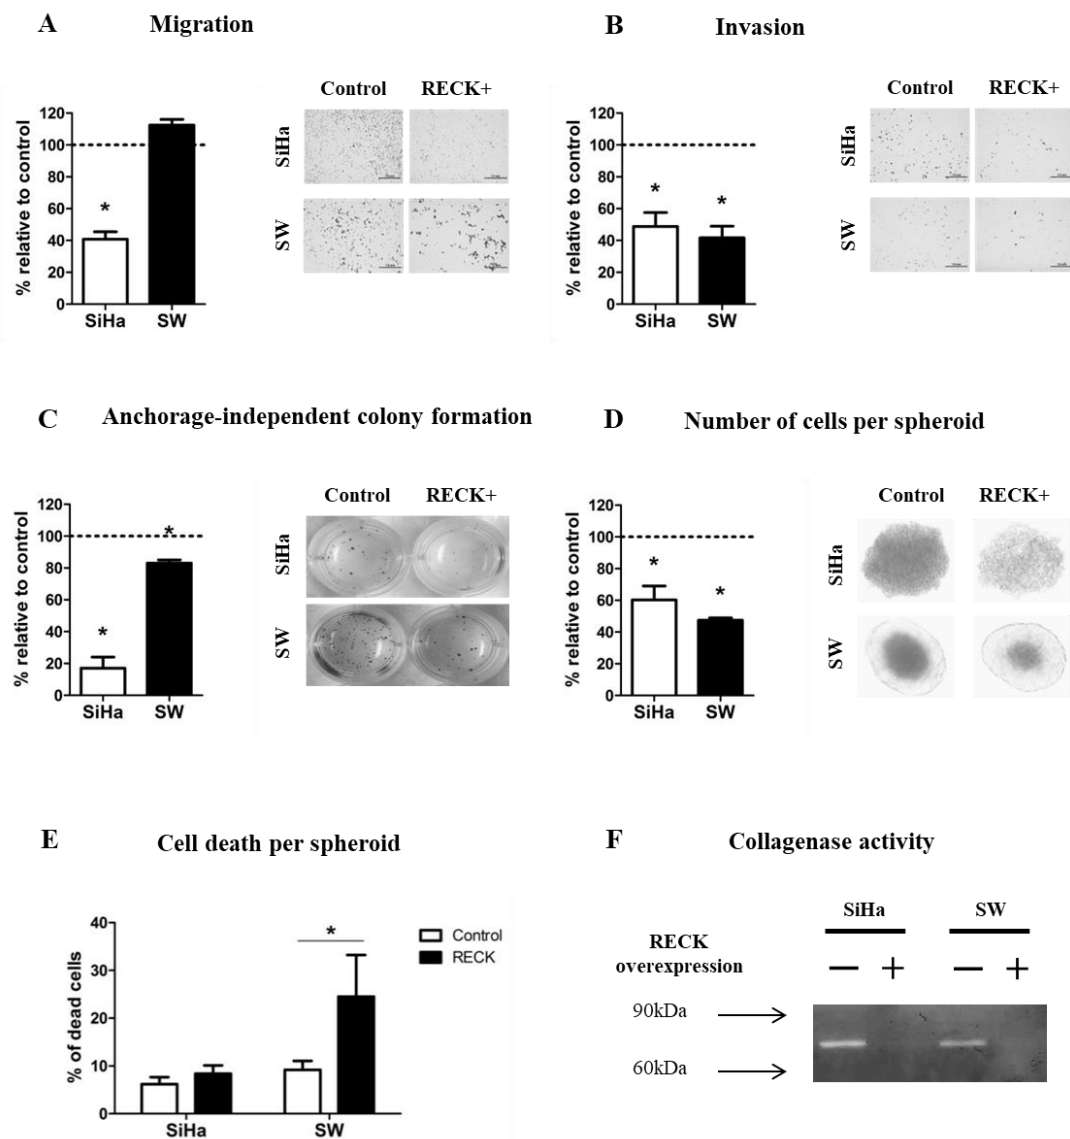 A Migration
% relative to control
120
100
80
60
40
20
0
*
SiHa SW
Control RECK+
SiHa
SW
B Invasion
% relative to control
120
100
80
60
40
20
0
* *
SiHa SW
Control RECK+
SiHa
SW
C Anchorage-independent colony formation
% relative to control
120
100
80
60
40
20
0
* *
SiHa SW
Control RECK+
SiHa
SW
D Number of cells per spheroid
% relative to control
120
100
80
60
40
20
0
* *
SiHa SW
Control RECK+
SiHa
SW
E Cell death per spheroid
% of dead cells
40
30
20
10
0
*
SiHa SW
Control
RECK
F Collagenase activity
SiHa SW
RECK
overexpression
− + − +
90kDa
60kDa